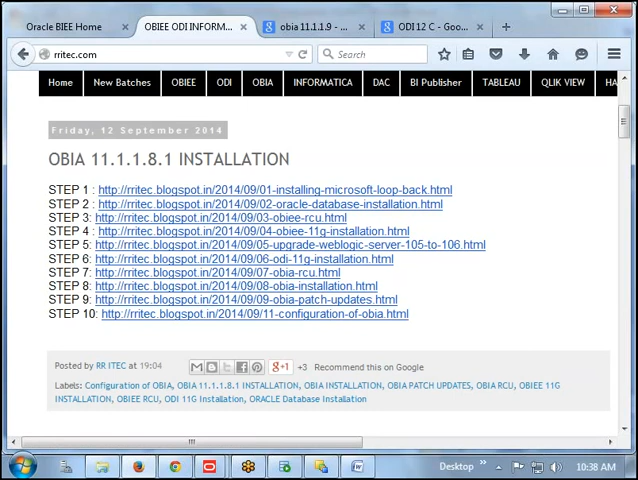 Oracle BIEE Home × OBIEE ODI INFORM... × obia 11.1.1.9 - ... × ODI 12 C - Goo... × +
rritec.com Search
Home New Batches OBIEE ODI OBIA INFORMATICA DAC BI Publisher TABLEAU QLIK VIEW HA
Friday, 12 September 2014
OBIA 11.1.1.8.1 INSTALLATION
STEP 1 : http://rritec.blogspot.in/2014/09/01-installing-microsoft-loop-back.html
STEP 2 : http://rritec.blogspot.in/2014/09/02-oracle-database-installation.html
STEP 3: http://rritec.blogspot.in/2014/09/03-obiee-rcu.html
STEP 4 : http://rritec.blogspot.in/2014/09/04-obiee-11g-installation.html
STEP 5: http://rritec.blogspot.in/2014/09/05-upgrade-weblogic-server-105-to-106.html
STEP 6: http://rritec.blogspot.in/2014/09/06-odi-11g-installation.html
STEP 7: http://rritec.blogspot.in/2014/09/07-obia-rcu.html
STEP 8: http://rritec.blogspot.in/2014/09/08-obia-installation.html
STEP 9: http://rritec.blogspot.in/2014/09/09-obia-patch-updates.html
STEP 10: http://rritec.blogspot.in/2014/09/11-configuration-of-obia.html
Posted by RR ITEC at 19:04 g+1 +3 Recommend this on Google
Labels: Configuration of OBIA, OBIA 11.1.1.8.1 INSTALLATION, OBIA INSTALLATION, OBIA PATCH UPDATES, OBIA RCU, OBIEE 11G
INSTALLATION, OBIEE RCU, ODI 11G Installation, ORACLE Database Installation
Desktop 10:38 AM